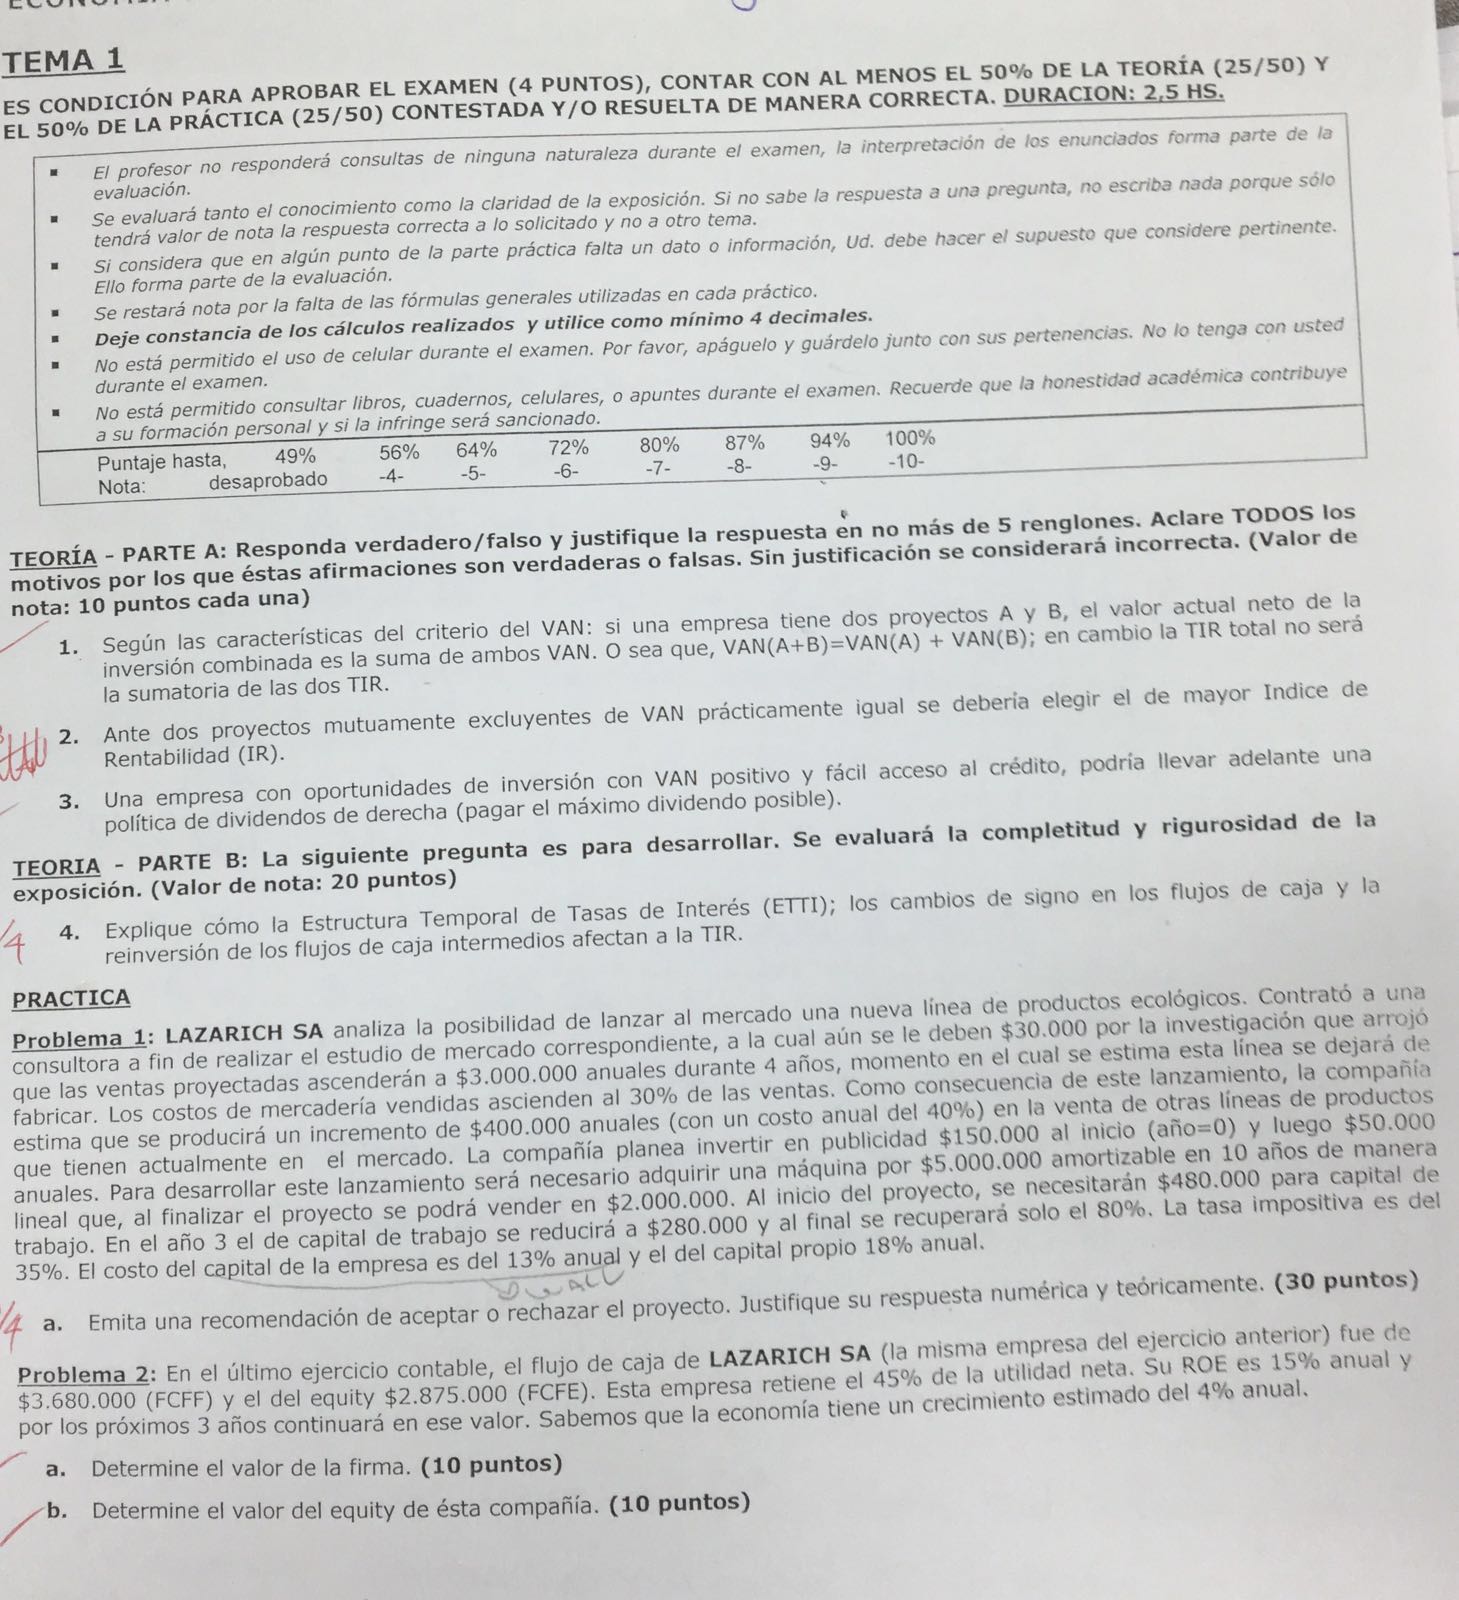 TEMA 1
ES CONDICIÓN PARA APROBAR EL EXAMEN (4 PUNTOS), CONTAR CON AL MENOS EL 50% DE LA TEORÍA (25/50) Y
EL 50% DE LA PRÁCTICA (25/50) CONTESTADA Y/O RESUELTA DE MANERA CORRECTA. DURACION: 2,5 HS.
▪ El profesor no responderá consultas de ninguna naturaleza durante el examen, la interpretación de los enunciados forma parte de la
evaluación.
▪ Se evaluará tanto el conocimiento como la claridad de la exposición. Si no sabe la respuesta a una pregunta, no escriba nada porque sólo
tendrá valor de nota la respuesta correcta a lo solicitado y no a otro tema.
▪ Si considera que en algún punto de la parte práctica falta un dato o información, Ud. debe hacer el supuesto que considere pertinente.
Ello forma parte de la evaluación.
▪ Se restará nota por la falta de las fórmulas generales utilizadas en cada práctico.
▪ Deje constancia de los cálculos realizados y utilice como mínimo 4 decimales.
▪ No está permitido el uso de celular durante el examen. Por favor, apáguelo y guárdelo junto con sus pertenencias. No lo tenga con usted
durante el examen.
▪ No está permitido consultar libros, cuadernos, celulares, o apuntes durante el examen. Recuerde que la honestidad académica contribuye
a su formación personal y si la infringe será sancionado.
Puntaje hasta, 49% 56% 64% 72% 80% 87% 94% 100%
Nota: desaprobado -4- -5- -6- -7- -8- -9- -10-
TEORÍA - PARTE A: Responda verdadero/falso y justifique la respuesta en no más de 5 renglones. Aclare TODOS los
motivos por los que éstas afirmaciones son verdaderas o falsas. Sin justificación se considerará incorrecta. (Valor de
nota: 10 puntos cada una)
1. Según las características del criterio del VAN: si una empresa tiene dos proyectos A y B, el valor actual neto de la
inversión combinada es la suma de ambos VAN. O sea que, VAN(A+B)=VAN(A) + VAN(B); en cambio la TIR total no será
la sumatoria de las dos TIR.
2. Ante dos proyectos mutuamente excluyentes de VAN prácticamente igual se debería elegir el de mayor Indice de
Rentabilidad (IR).
3. Una empresa con oportunidades de inversión con VAN positivo y fácil acceso al crédito, podría llevar adelante una
política de dividendos de derecha (pagar el máximo dividendo posible).
TEORIA - PARTE B: La siguiente pregunta es para desarrollar. Se evaluará la completitud y rigurosidad de la
exposición. (Valor de nota: 20 puntos)
4. Explique cómo la Estructura Temporal de Tasas de Interés (ETTI); los cambios de signo en los flujos de caja y la
reinversión de los flujos de caja intermedios afectan a la TIR.
PRACTICA
Problema 1: LAZARICH SA analiza la posibilidad de lanzar al mercado una nueva línea de productos ecológicos. Contrató a una
consultora a fin de realizar el estudio de mercado correspondiente, a la cual aún se le deben $30.000 por la investigación que arrojó
que las ventas proyectadas ascenderán a $3.000.000 anuales durante 4 años, momento en el cual se estima esta línea se dejará de
fabricar. Los costos de mercadería vendidas ascienden al 30% de las ventas. Como consecuencia de este lanzamiento, la compañía
estima que se producirá un incremento de $400.000 anuales (con un costo anual del 40%) en la venta de otras líneas de productos
que tienen actualmente en el mercado. La compañía planea invertir en publicidad $150.000 al inicio (año=0) y luego $50.000
anuales. Para desarrollar este lanzamiento será necesario adquirir una máquina por $5.000.000 amortizable en 10 años de manera
lineal que, al finalizar el proyecto se podrá vender en $2.000.000. Al inicio del proyecto, se necesitarán $480.000 para capital de
trabajo. En el año 3 el de capital de trabajo se reducirá a $280.000 y al final se recuperará solo el 80%. La tasa impositiva es del
35%. El costo del capital de la empresa es del 13% anual y el del capital propio 18% anual.
a. Emita una recomendación de aceptar o rechazar el proyecto. Justifique su respuesta numérica y teóricamente. (30 puntos)
Problema 2: En el último ejercicio contable, el flujo de caja de LAZARICH SA (la misma empresa del ejercicio anterior) fue de
$3.680.000 (FCFF) y el del equity $2.875.000 (FCFE). Esta empresa retiene el 45% de la utilidad neta. Su ROE es 15% anual y
por los próximos 3 años continuará en ese valor. Sabemos que la economía tiene un crecimiento estimado del 4% anual.
a. Determine el valor de la firma. (10 puntos)
b. Determine el valor del equity de ésta compañía. (10 puntos)